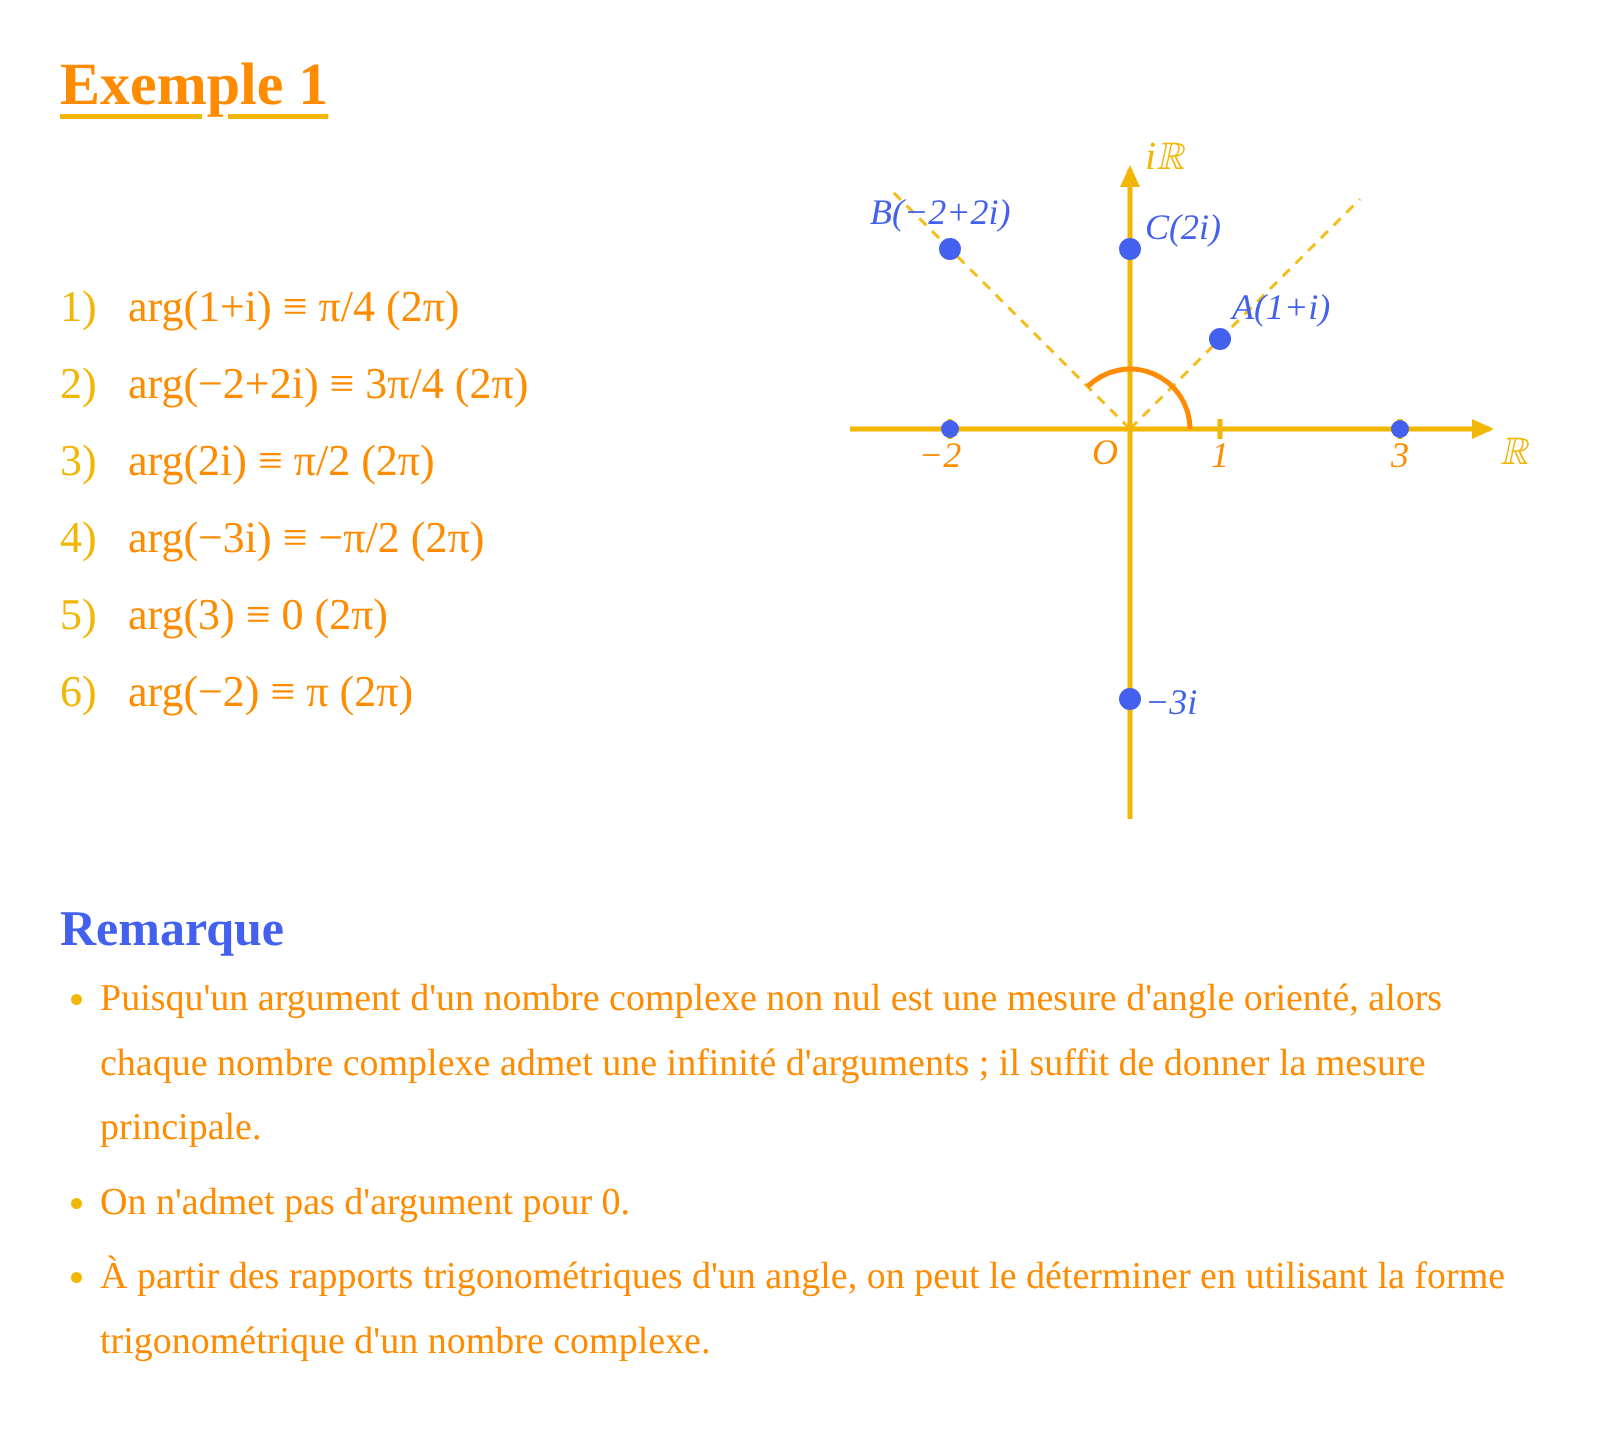 Exemple 1
iℝ
B(−2+2i)
C(2i)
A(1+i)
−2
O
1
3
ℝ
−3i
1) arg(1+i) ≡ π/4 (2π)
2) arg(−2+2i) ≡ 3π/4 (2π)
3) arg(2i) ≡ π/2 (2π)
4) arg(−3i) ≡ −π/2 (2π)
5) arg(3) ≡ 0 (2π)
6) arg(−2) ≡ π (2π)
Remarque
• Puisqu'un argument d'un nombre complexe non nul est une mesure d'angle orienté, alors
chaque nombre complexe admet une infinité d'arguments ; il suffit de donner la mesure
principale.
• On n'admet pas d'argument pour 0.
• À partir des rapports trigonométriques d'un angle, on peut le déterminer en utilisant la forme
trigonométrique d'un nombre complexe.